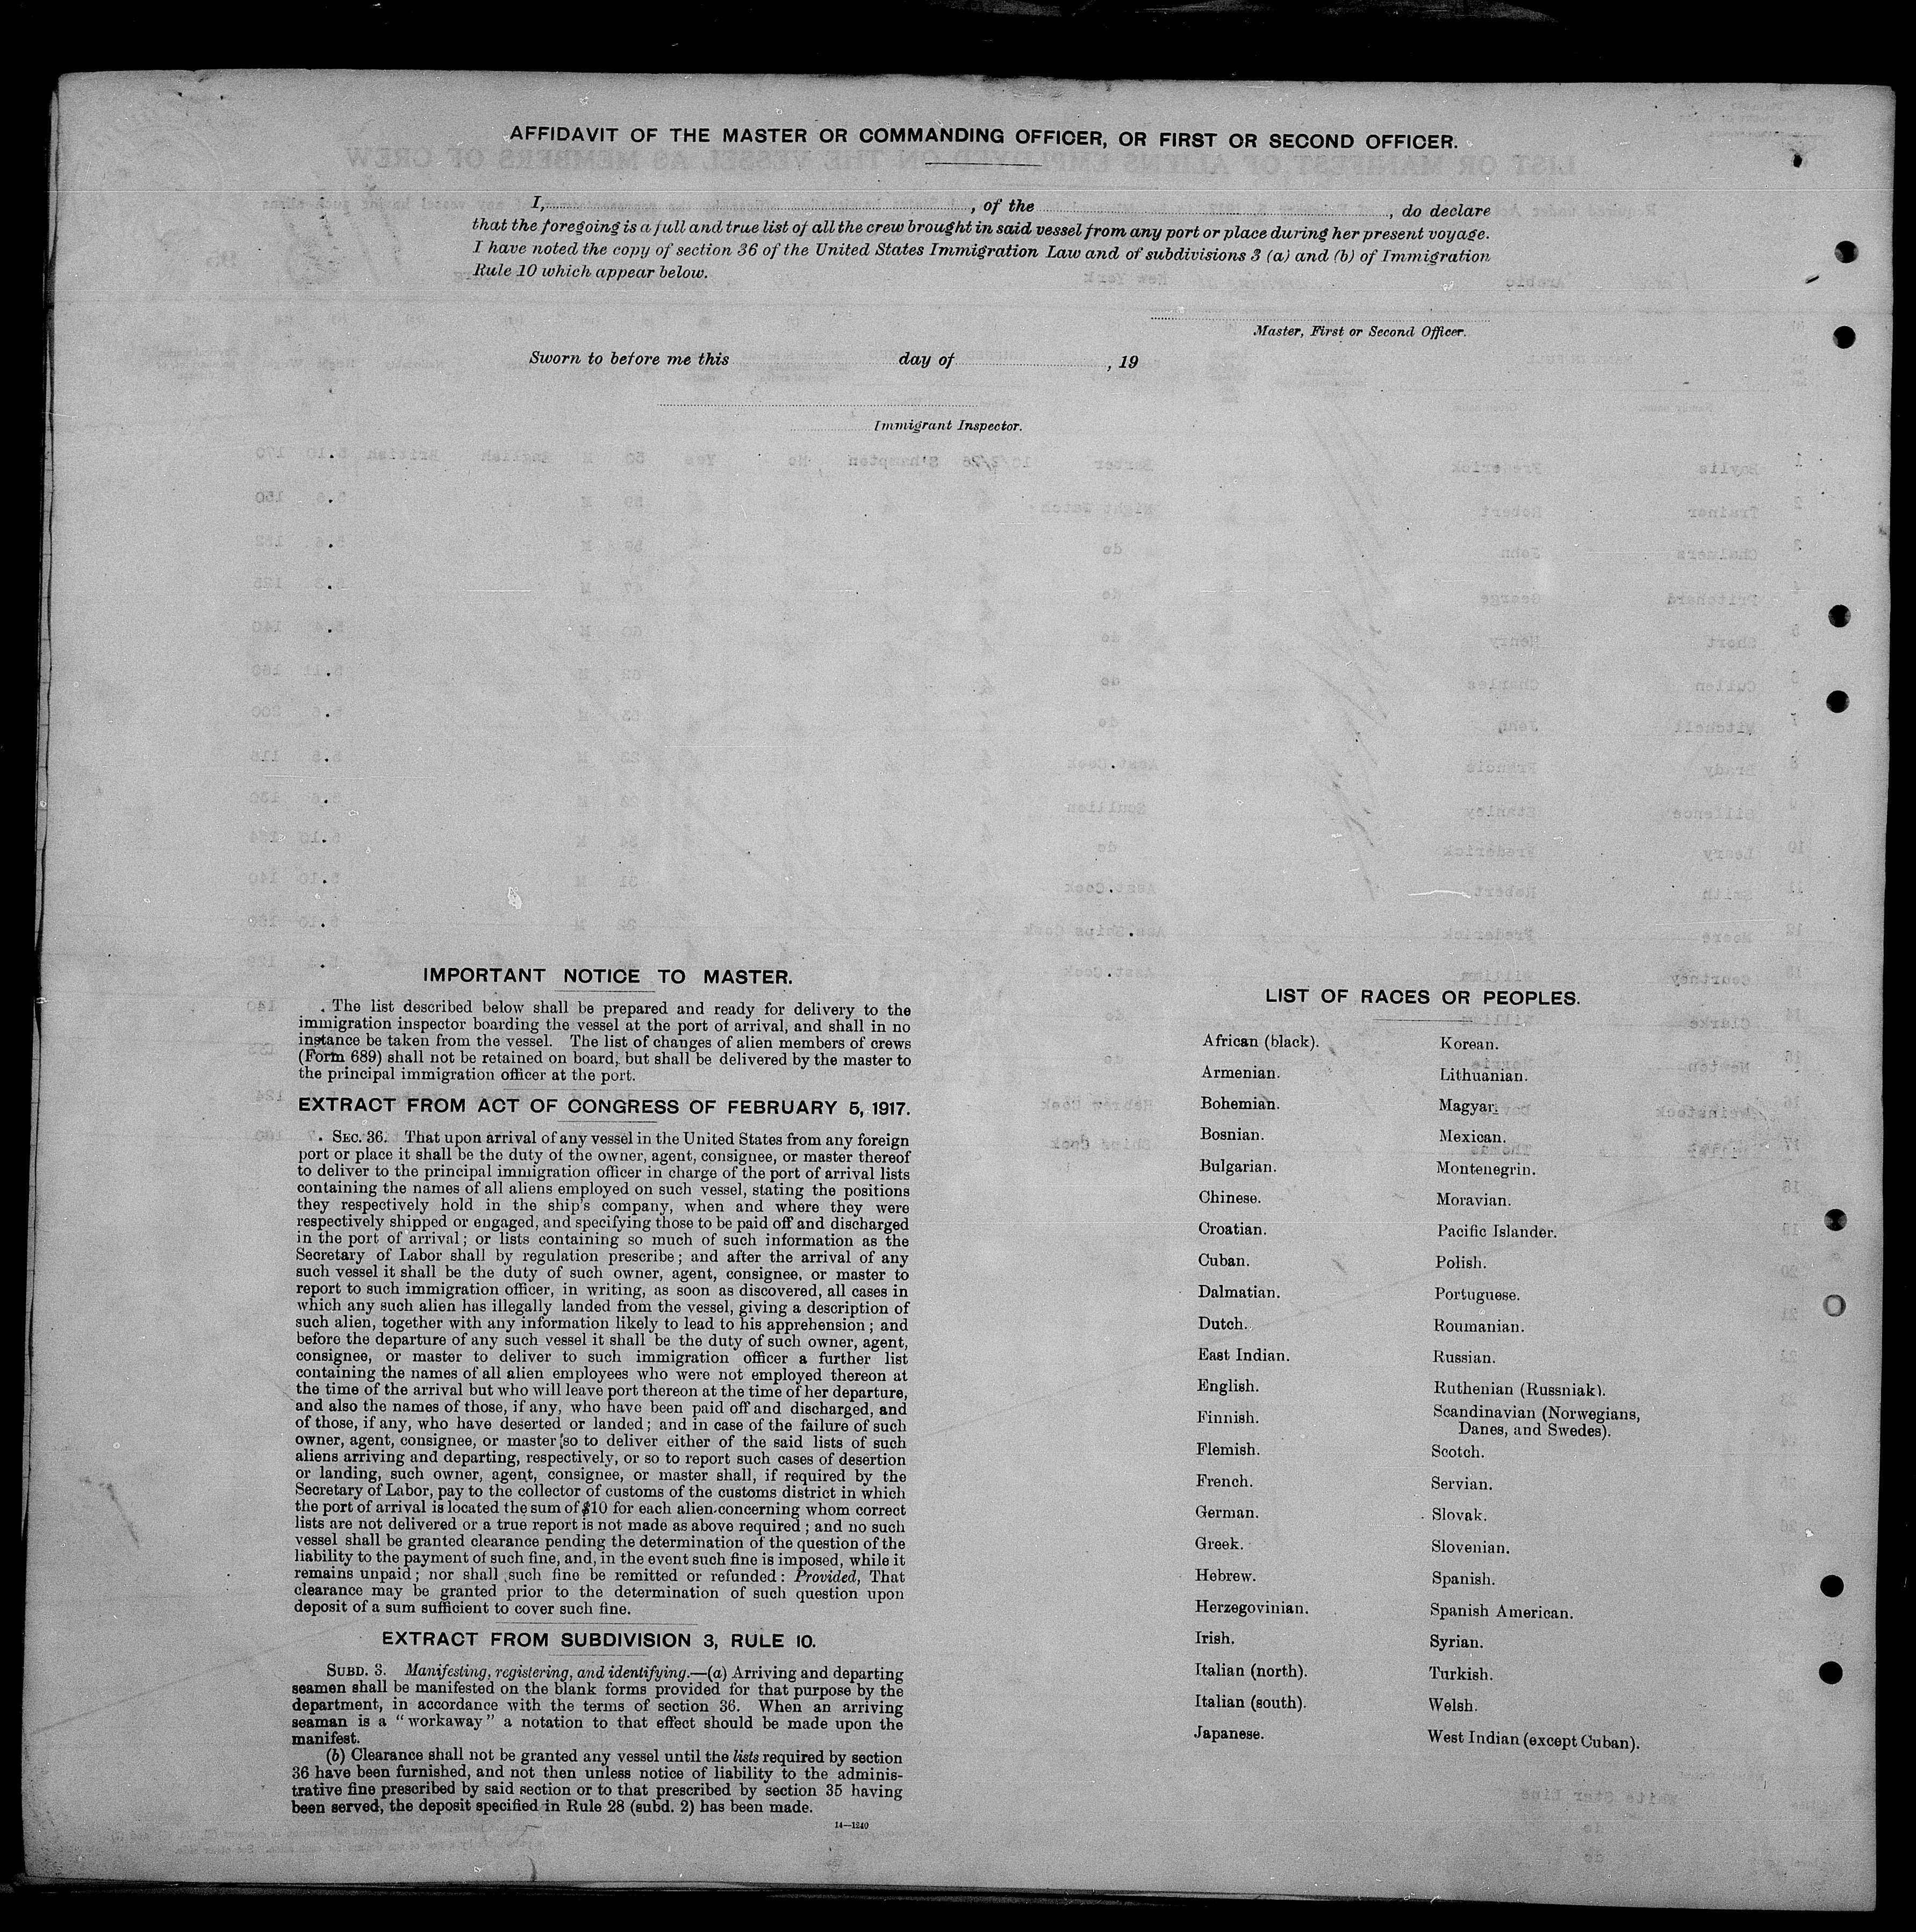 AFFIDAVIT OF THE MASTER OR COMMANDING OFFICER, OR FIRST OR SECOND OFFICER.
I, , of the , do declare
that the foregoing is a full and true list of all the crew brought in said vessel from any port or place during her present voyage.
I have noted the copy of section 36 of the United States Immigration Law and of subdivisions 3 (a) and (b) of Immigration
Rule 10 which appear below.
Master, First or Second Officer.
Sworn to before me this day of , 19
Immigrant Inspector.
IMPORTANT NOTICE TO MASTER.
The list described below shall be prepared and ready for delivery to the
immigration inspector boarding the vessel at the port of arrival, and shall in no
instance be taken from the vessel. The list of changes of alien members of crews
(Form 689) shall not be retained on board, but shall be delivered by the master to
the principal immigration officer at the port.
EXTRACT FROM ACT OF CONGRESS OF FEBRUARY 5, 1917.
SEC. 36. That upon arrival of any vessel in the United States from any foreign
port or place it shall be the duty of the owner, agent, consignee, or master thereof
to deliver to the principal immigration officer in charge of the port of arrival lists
containing the names of all aliens employed on such vessel, stating the positions
they respectively hold in the ship's company, when and where they were
respectively shipped or engaged, and specifying those to be paid off and discharged
in the port of arrival; or lists containing so much of such information as the
Secretary of Labor shall by regulation prescribe; and after the arrival of any
such vessel it shall be the duty of such owner, agent, consignee, or master to
report to such immigration officer, in writing, as soon as discovered, all cases in
which any such alien has illegally landed from the vessel, giving a description of
such alien, together with any information likely to lead to his apprehension; and
before the departure of any such vessel it shall be the duty of such owner, agent,
consignee, or master to deliver to such immigration officer a further list
containing the names of all alien employees who were not employed thereon at
the time of the arrival but who will leave port thereon at the time of her departure,
and also the names of those, if any, who have been paid off and discharged, and
of those, if any, who have deserted or landed; and in case of the failure of such
owner, agent, consignee, or master so to deliver either of the said lists of such
aliens arriving and departing, respectively, or so to report such cases of desertion
or landing, such owner, agent, consignee, or master shall, if required by the
Secretary of Labor, pay to the collector of customs of the customs district in which
the port of arrival is located the sum of $10 for each alien concerning whom correct
lists are not delivered or a true report is not made as above required; and no such
vessel shall be granted clearance pending the determination of the question of the
liability to the payment of such fine, and, in the event such fine is imposed, while it
remains unpaid; nor shall such fine be remitted or refunded: Provided, That
clearance may be granted prior to the determination of such question upon
deposit of a sum sufficient to cover such fine.
EXTRACT FROM SUBDIVISION 3, RULE 10.
SUBD. 3. Manifesting, registering, and identifying.—(a) Arriving and departing
seamen shall be manifested on the blank forms provided for that purpose by the
department, in accordance with the terms of section 36. When an arriving
seaman is a "workaway" a notation to that effect should be made upon the
manifest.
(b) Clearance shall not be granted any vessel until the lists required by section
36 have been furnished, and not then unless notice of liability to the adminis-
trative fine prescribed by said section or to that prescribed by section 35 having
been served, the deposit specified in Rule 28 (subd. 2) has been made.
14—1240
LIST OF RACES OR PEOPLES.
African (black).
Armenian.
Bohemian.
Bosnian.
Bulgarian.
Chinese.
Croatian.
Cuban.
Dalmatian.
Dutch.
East Indian.
English.
Finnish.
Flemish.
French.
German.
Greek.
Hebrew.
Herzegovinian.
Irish.
Italian (north).
Italian (south).
Japanese.
Korean.
Lithuanian.
Magyar.
Mexican.
Montenegrin.
Moravian.
Pacific Islander.
Polish.
Portuguese.
Roumanian.
Russian.
Ruthenian (Russniak).
Scandinavian (Norwegians,
Danes, and Swedes).
Scotch.
Servian.
Slovak.
Slovenian.
Spanish.
Spanish American.
Syrian.
Turkish.
Welsh.
West Indian (except Cuban).